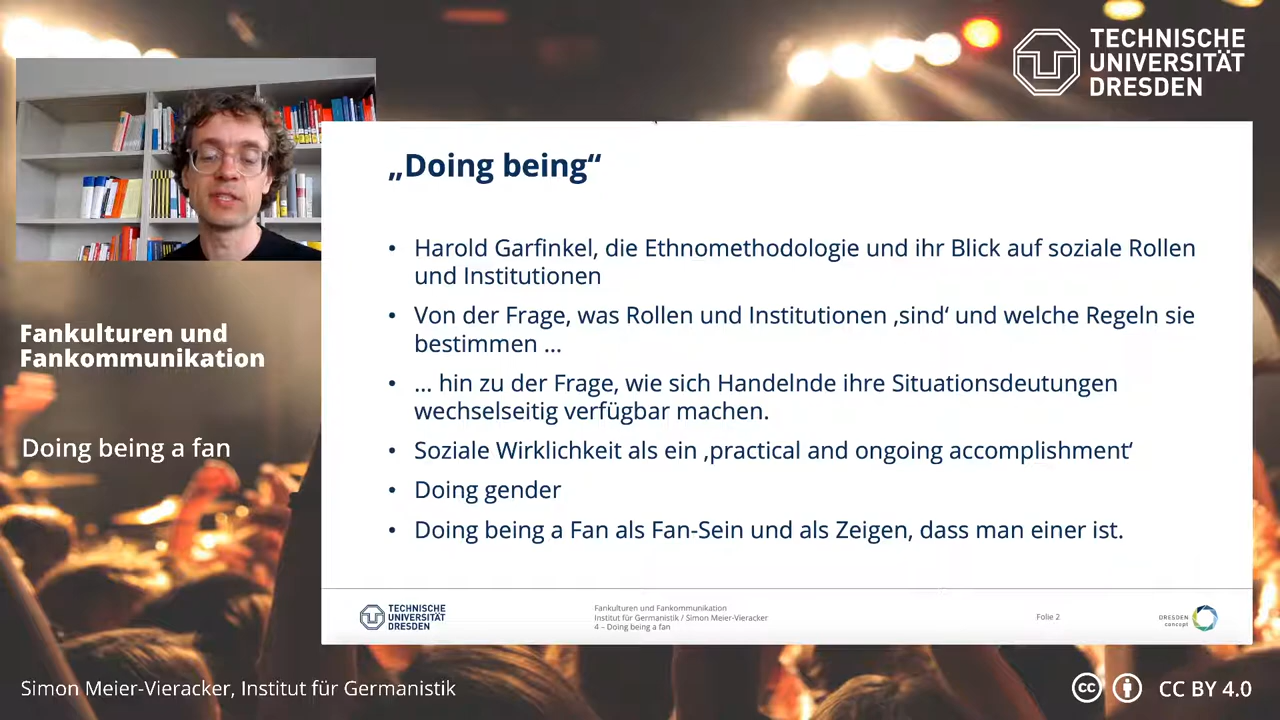 TECHNISCHE
UNIVERSITÄT
DRESDEN
„Doing being“
• Harold Garfinkel, die Ethnomethodologie und ihr Blick auf soziale Rollen
und Institutionen
• Von der Frage, was Rollen und Institutionen ‚sind‘ und welche Regeln sie
bestimmen ...
• ... hin zu der Frage, wie sich Handelnde ihre Situationsdeutungen
wechselseitig verfügbar machen.
• Soziale Wirklichkeit als ein ‚practical and ongoing accomplishment‘
• Doing gender
• Doing being a Fan als Fan-Sein und als Zeigen, dass man einer ist.
Fankulturen und
Fankommunikation
Doing being a fan
TECHNISCHE
UNIVERSITÄT
DRESDEN
Fankulturen und Fankommunikation
Institut für Germanistik / Simon Meier-Vieracker
4 – Doing being a fan
Folie 2
DRESDEN
concept
Simon Meier-Vieracker, Institut für Germanistik
cc
CC BY 4.0